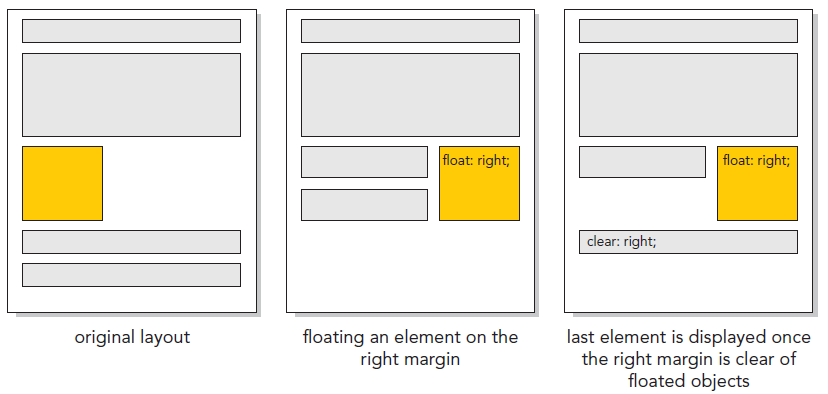 float: right;
float: right;
clear: right;
original layout
floating an element on the
right margin
last element is displayed once
the right margin is clear of
floated objects